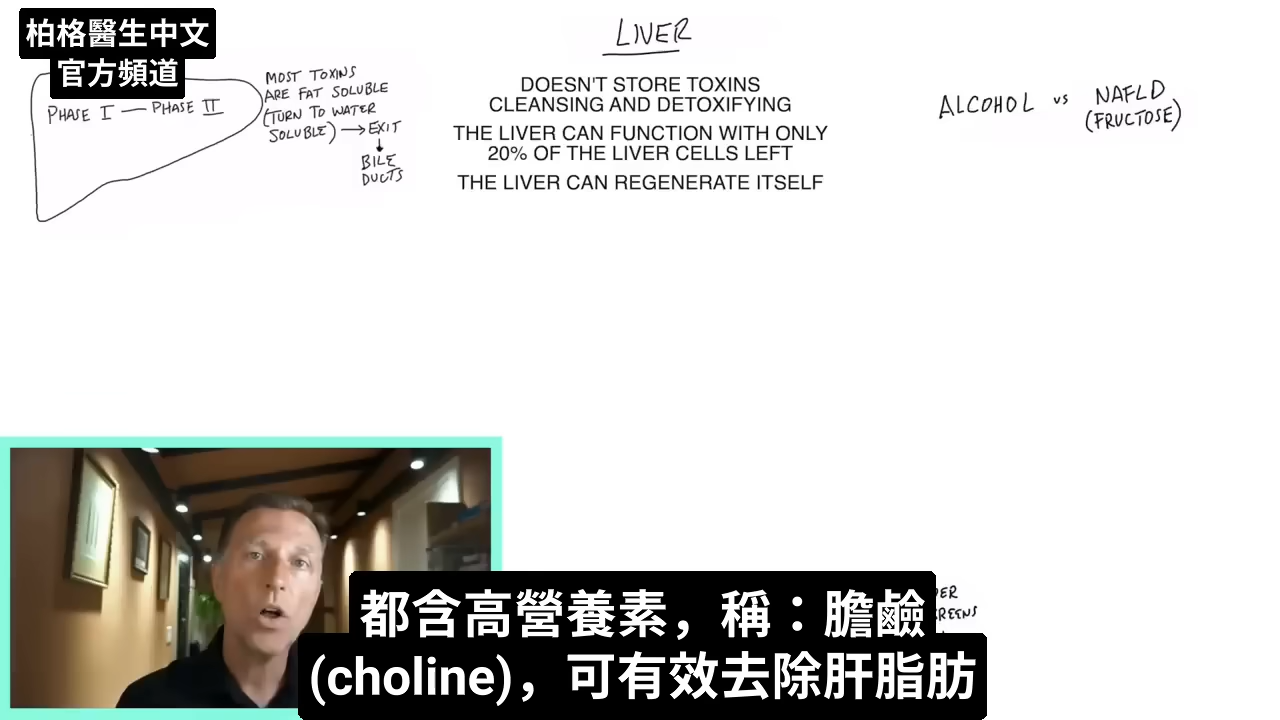 柏格醫生中文
官方頻道
LIVER
PHASE I — PHASE II
MOST TOXINS
ARE FAT SOLUBLE
(TURN TO WATER
SOLUBLE) → EXIT
↓
BILE
DUCTS
DOESN'T STORE TOXINS
CLEANSING AND DETOXIFYING
THE LIVER CAN FUNCTION WITH ONLY
20% OF THE LIVER CELLS LEFT
THE LIVER CAN REGENERATE ITSELF
ALCOHOL vs NAFLD
(FRUCTOSE)
都含高營養素，稱：膽鹼
(choline)，可有效去除肝脂肪